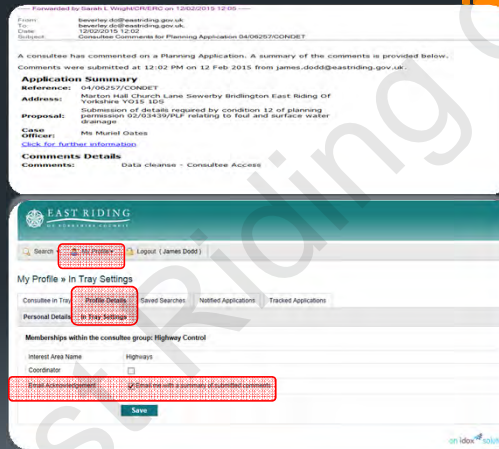 ----- Forwarded by Sarah L Wright/CR/ERC on 12/02/2015 12:05 -----
From: beverley.dc@eastriding.gov.uk
To: beverley.dc@eastriding.gov.uk
Date: 12/02/2015 12:02
Subject: Consultee Comments for Planning Application 04/06257/CONDET
A consultee has commented on a Planning Application. A summary of the comments is provided below.
Comments were submitted at 12:02 PM on 12 Feb 2015 from james.dodd@eastriding.gov.uk.
Application Summary
Reference: 04/06257/CONDET
Address: Marton Hall Church Lane Sewerby Bridlington East Riding Of
Yorkshire YO15 1DS
Proposal: Submission of details required by condition 12 of planning
permission 02/03439/PLF relating to foul and surface water
drainage
Case
Officer: Ms Muriel Oates
Click for further information
Comments Details
Comments: Data cleanse - Consultee Access
EAST RIDING
OF YORKSHIRE COUNCIL
Search My Profile Logout ( James Dodd )
My Profile » In Tray Settings
Consultee in Tray Profile Details Saved Searches Notified Applications Tracked Applications
Personal Details In Tray Settings
Memberships within the consultee group: Highway Control
Interest Area Name Highways
Coordinator
Email Acknowledgement Email me with a summary of submitted comments
Save
an idox solut
st Riding